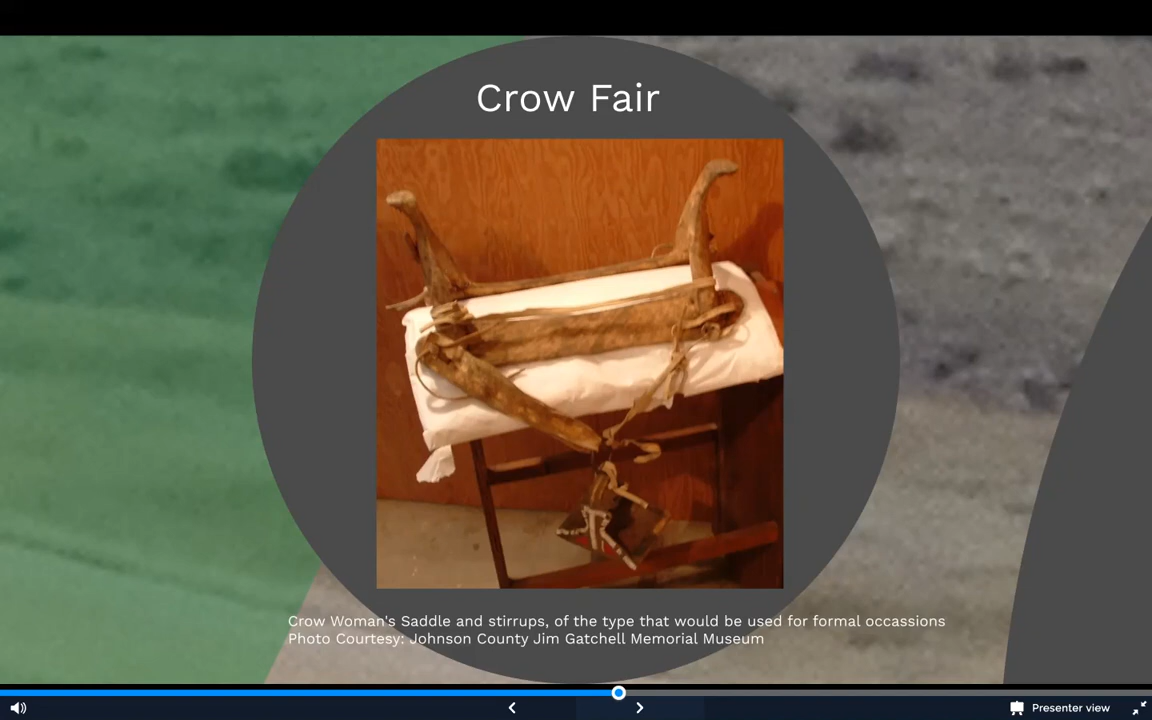 Crow Fair
Crow Woman's Saddle and stirrups, of the type that would be used for formal occassions
Photo Courtesy: Johnson County Jim Gatchell Memorial Museum
Presenter view